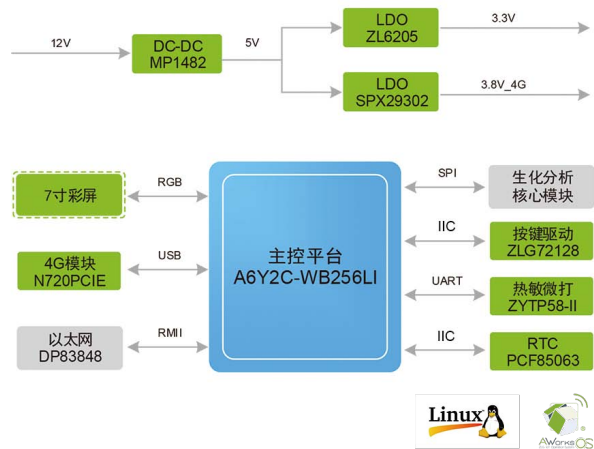 12V
DC-DC
MP1482
5V
LDO
ZL6205
3.3V
LDO
SPX29302
3.8V_4G
7寸彩屏
RGB
4G模块
N720PCIE
USB
以太网
DP83848
RMII
主控平台
A6Y2C-WB256LI
SPI
生化分析
核心模块
IIC
按键驱动
ZLG72128
UART
热敏微打
ZYTP58-II
IIC
RTC
PCF85063
Linux
AWorks
OS